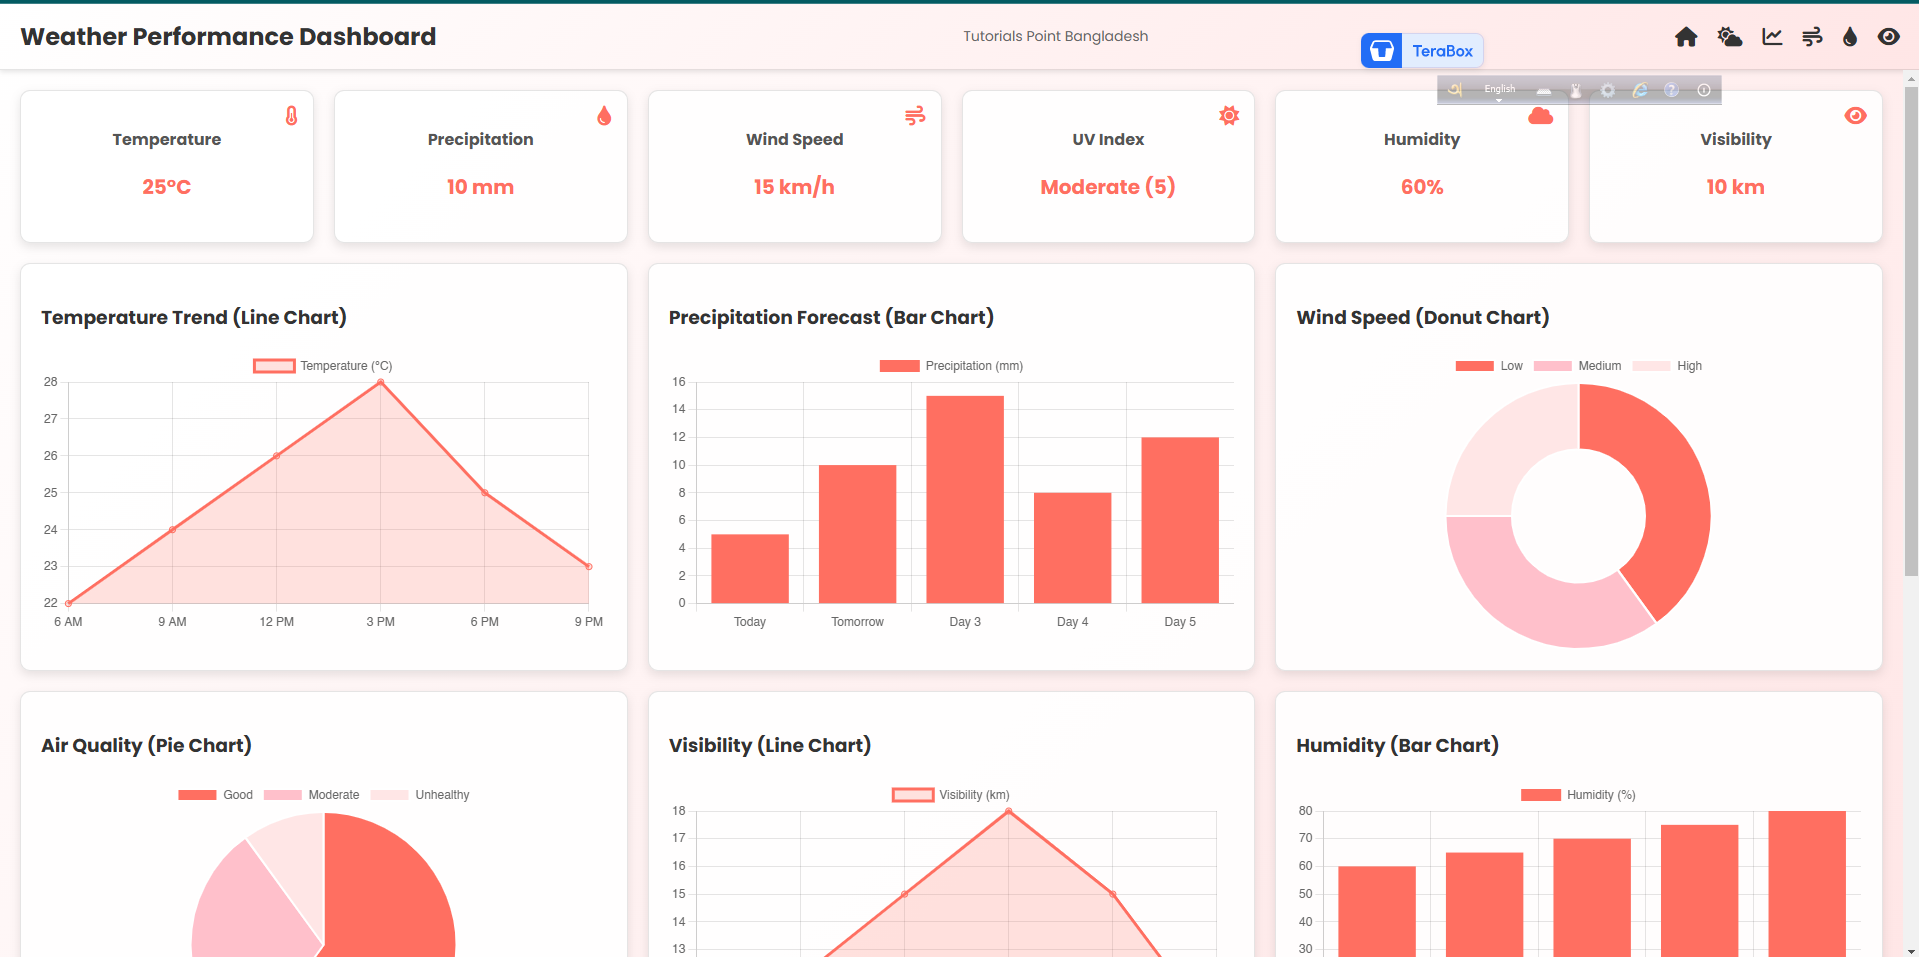 Weather Performance Dashboard
Tutorials Point Bangladesh
TeraBox
English
Temperature
25°C
Precipitation
10 mm
Wind Speed
15 km/h
UV Index
Moderate (5)
Humidity
60%
Visibility
10 km
Temperature Trend (Line Chart)
Temperature (°C)
28
27
26
25
24
23
22
6 AM 9 AM 12 PM 3 PM 6 PM 9 PM
Precipitation Forecast (Bar Chart)
Precipitation (mm)
16
14
12
10
8
6
4
2
0
Today Tomorrow Day 3 Day 4 Day 5
Wind Speed (Donut Chart)
Low Medium High
Air Quality (Pie Chart)
Good Moderate Unhealthy
Visibility (Line Chart)
Visibility (km)
18
17
16
15
14
13
Humidity (Bar Chart)
Humidity (%)
80
70
60
50
40
30